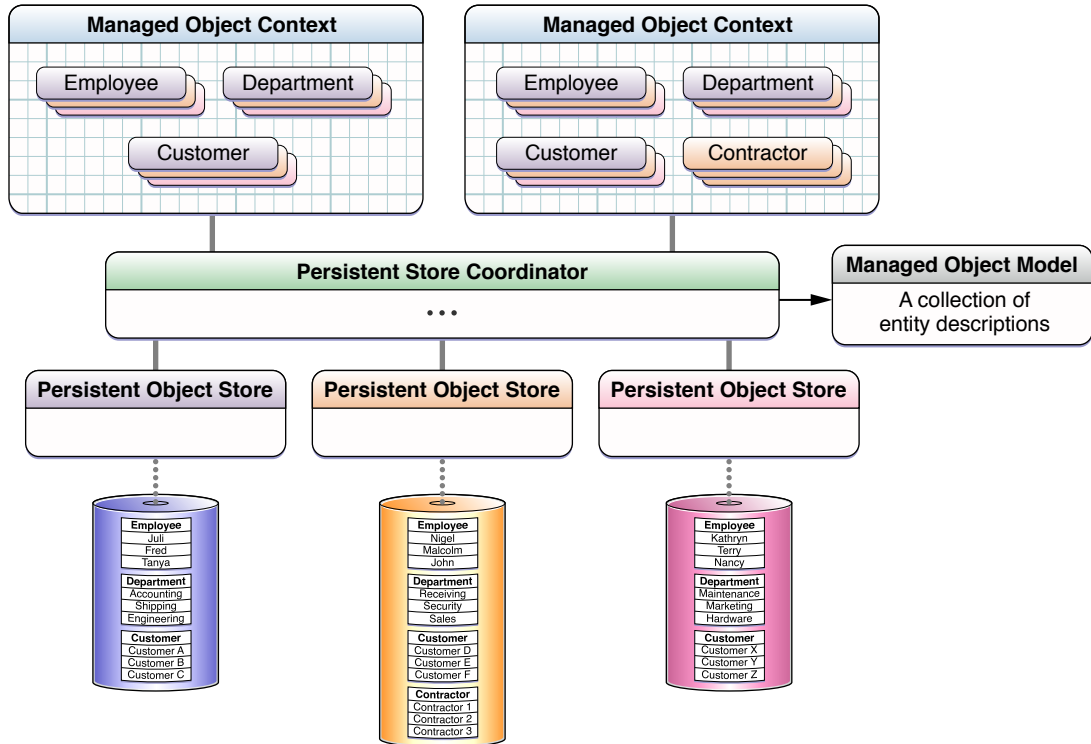 Managed Object Context
Employee
Department
Customer
Managed Object Context
Employee
Department
Customer
Contractor
Persistent Store Coordinator
• • •
Managed Object Model
A collection of
entity descriptions
Persistent Object Store
Persistent Object Store
Persistent Object Store
Employee
Juli
Fred
Tanya
Department
Accounting
Shipping
Engineering
Customer
Customer A
Customer B
Customer C
Employee
Nigel
Malcolm
John
Department
Receiving
Security
Sales
Customer
Customer D
Customer E
Customer F
Contractor
Contractor 1
Contractor 2
Contractor 3
Employee
Kathryn
Terry
Nancy
Department
Maintenance
Marketing
Hardware
Customer
Customer X
Customer Y
Customer Z